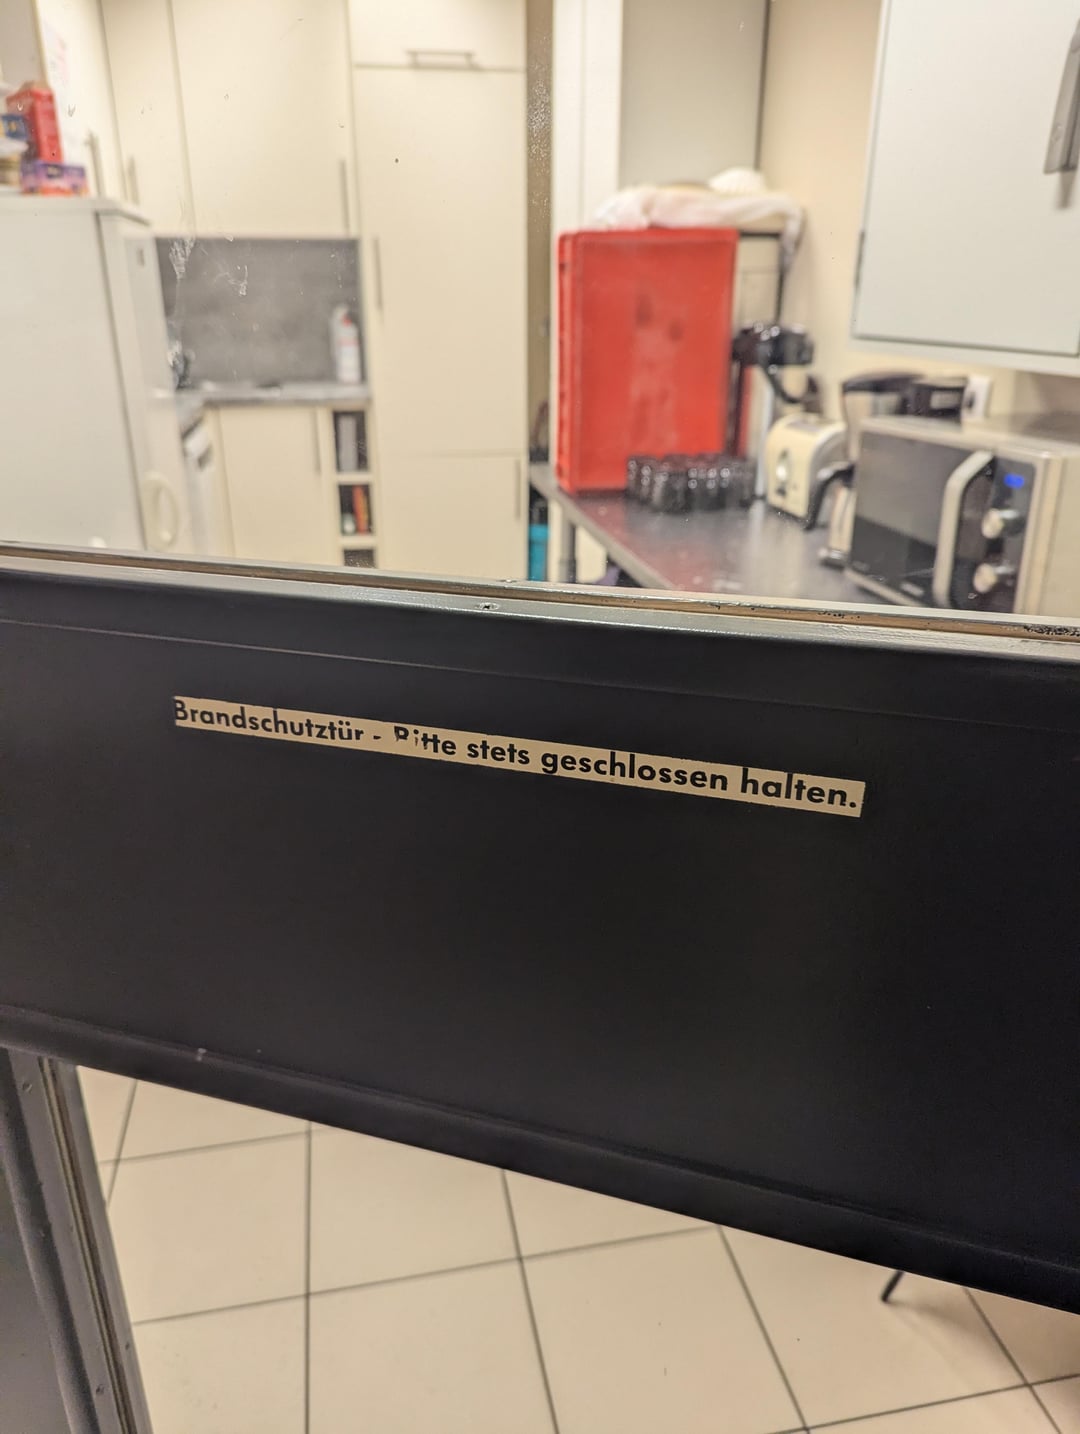 Brandschutztür - Bitte stets geschlossen halten.